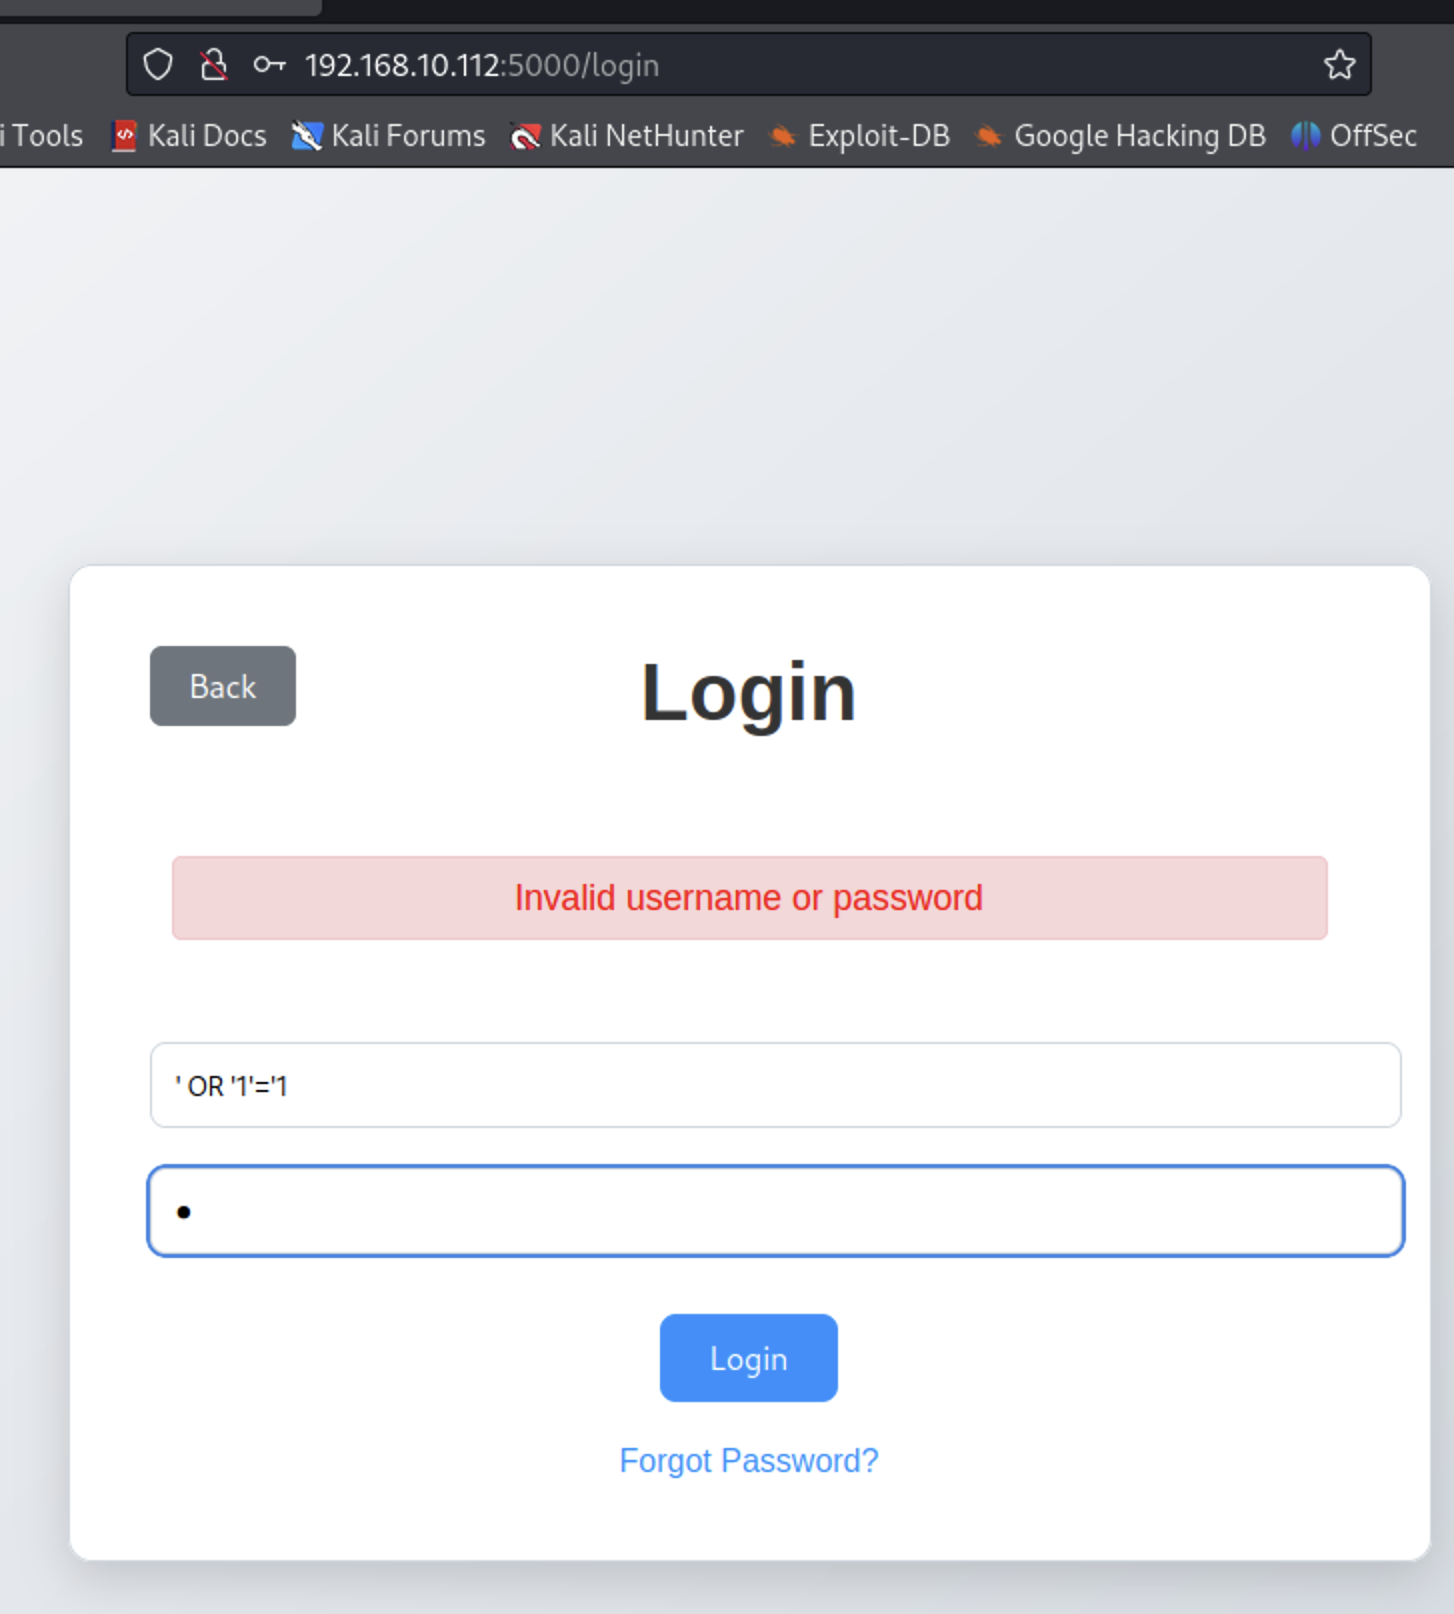 192.168.10.112:5000/login
i Tools Kali Docs Kali Forums Kali NetHunter Exploit-DB Google Hacking DB OffSec
Back
Login
Invalid username or password
' OR '1'='1
Login
Forgot Password?